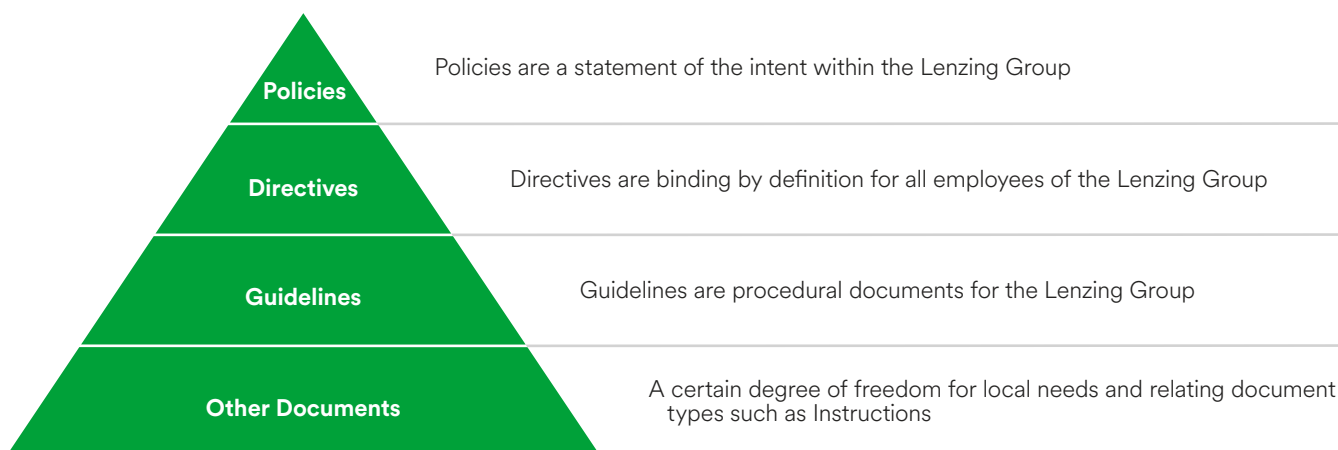 Policies
Policies are a statement of the intent within the Lenzing Group
Directives
Directives are binding by definition for all employees of the Lenzing Group
Guidelines
Guidelines are procedural documents for the Lenzing Group
Other Documents
A certain degree of freedom for local needs and relating document
types such as Instructions